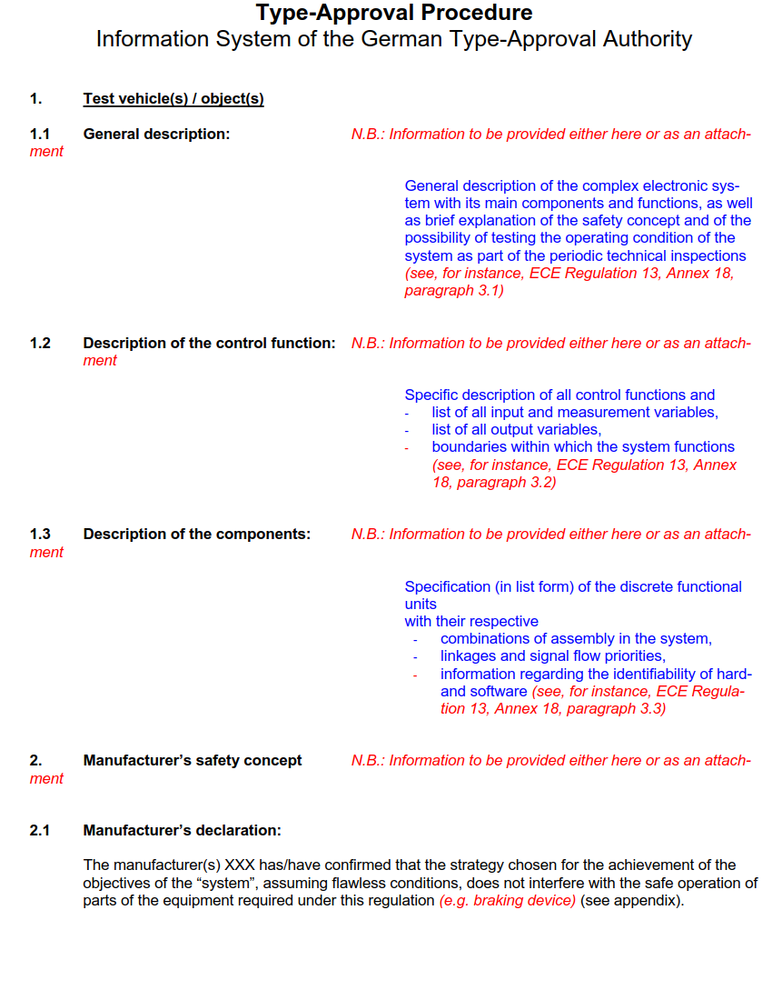 Type-Approval Procedure
Information System of the German Type-Approval Authority
1. Test vehicle(s) / object(s)
1.1 General description: N.B.: Information to be provided either here or as an attach-
ment
General description of the complex electronic sys-
tem with its main components and functions, as well
as brief explanation of the safety concept and of the
possibility of testing the operating condition of the
system as part of the periodic technical inspections
(see, for instance, ECE Regulation 13, Annex 18,
paragraph 3.1)
1.2 Description of the control function: N.B.: Information to be provided either here or as an attach-
ment
Specific description of all control functions and
- list of all input and measurement variables,
- list of all output variables,
- boundaries within which the system functions
(see, for instance, ECE Regulation 13, Annex
18, paragraph 3.2)
1.3 Description of the components: N.B.: Information to be provided either here or as an attach-
ment
Specification (in list form) of the discrete functional
units
with their respective
- combinations of assembly in the system,
- linkages and signal flow priorities,
- information regarding the identifiability of hard-
and software (see, for instance, ECE Regula-
tion 13, Annex 18, paragraph 3.3)
2. Manufacturer’s safety concept N.B.: Information to be provided either here or as an attach-
ment
2.1 Manufacturer’s declaration:
The manufacturer(s) XXX has/have confirmed that the strategy chosen for the achievement of the
objectives of the “system”, assuming flawless conditions, does not interfere with the safe operation of
parts of the equipment required under this regulation (e.g. braking device) (see appendix).